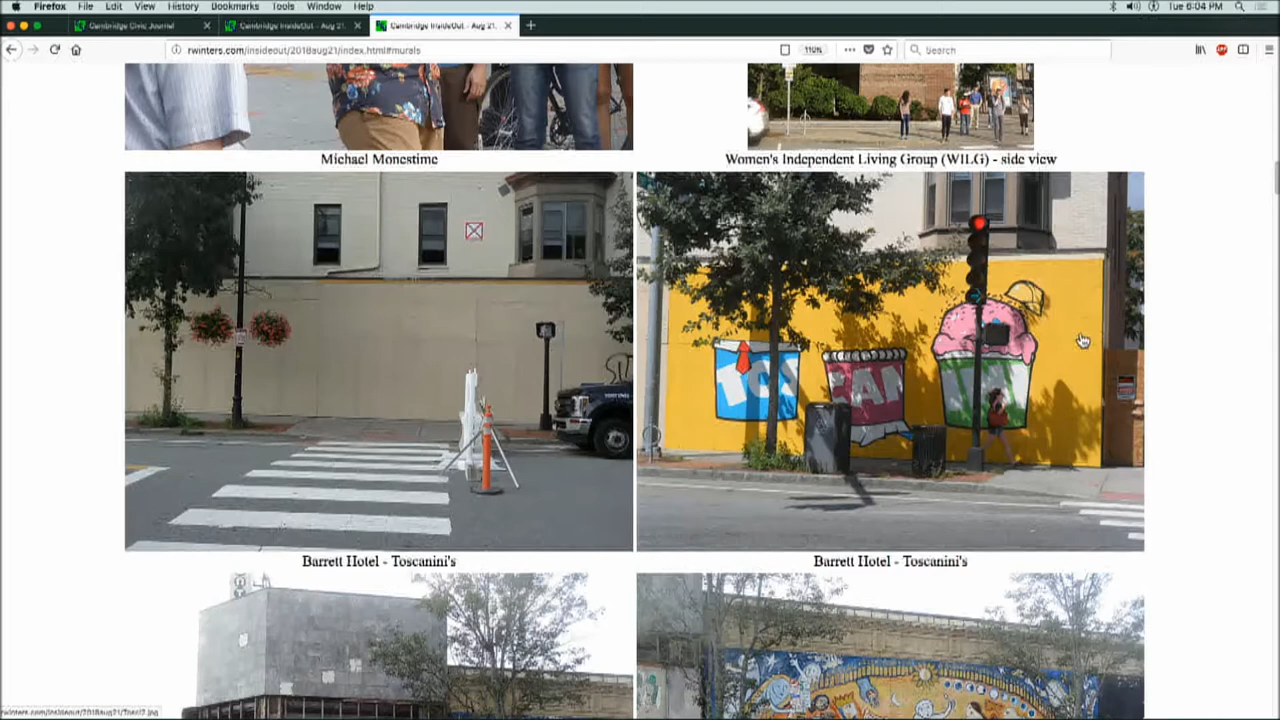 Firefox File Edit View History Bookmarks Tools Window Help Tue 6:04 PM
Cambridge Civic Journal
Cambridge InsideOut - Aug 21,
Cambridge InsideOut - Aug 21,
rwinters.com/insideout/2018aug21/index.html#murals 110% Search
Michael Monestime
Women's Independent Living Group (WILG) - side view
Barrett Hotel - Toscanini's
Barrett Hotel - Toscanini's